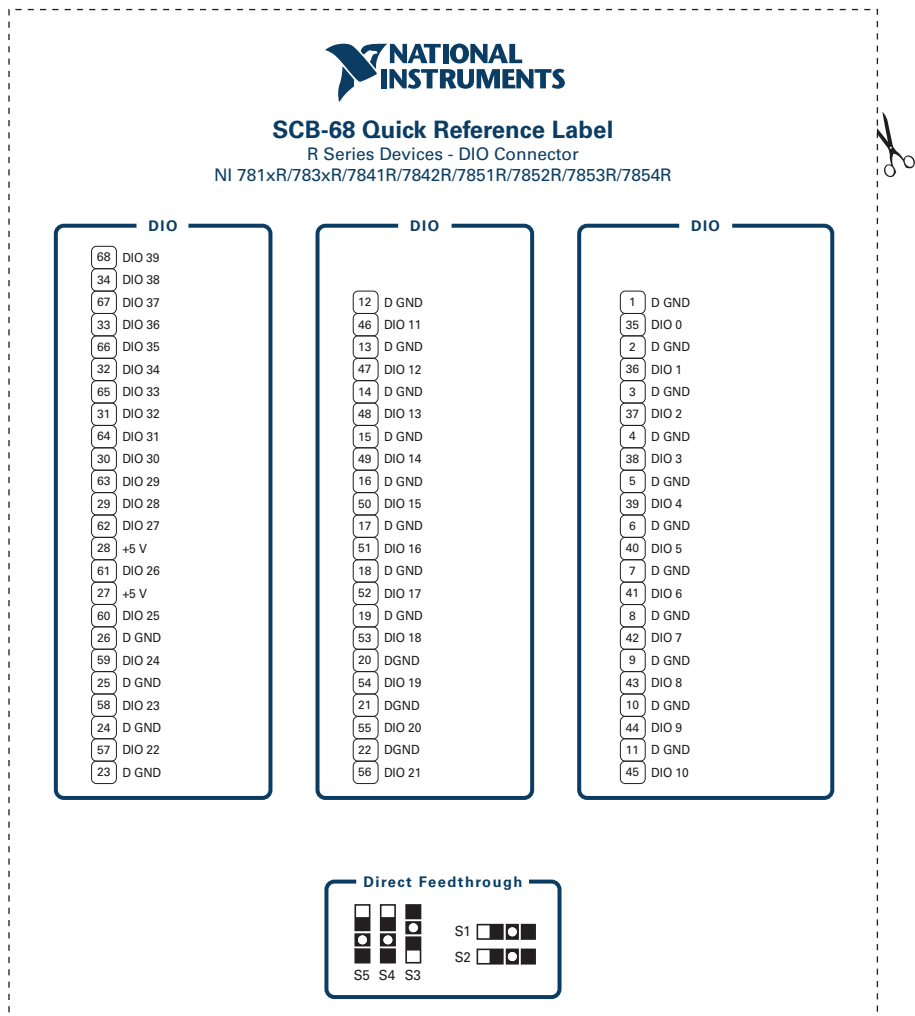 NATIONAL
INSTRUMENTS
SCB-68 Quick Reference Label
R Series Devices - DIO Connector
NI 781xR/783xR/7841R/7842R/7851R/7852R/7853R/7854R
DIO
68 DIO 39
34 DIO 38
67 DIO 37
33 DIO 36
66 DIO 35
32 DIO 34
65 DIO 33
31 DIO 32
64 DIO 31
30 DIO 30
63 DIO 29
29 DIO 28
62 DIO 27
28 +5 V
61 DIO 26
27 +5 V
60 DIO 25
26 D GND
59 DIO 24
25 D GND
58 DIO 23
24 D GND
57 DIO 22
23 D GND
DIO
12 D GND
46 DIO 11
13 D GND
47 DIO 12
14 D GND
48 DIO 13
15 D GND
49 DIO 14
16 D GND
50 DIO 15
17 D GND
51 DIO 16
18 D GND
52 DIO 17
19 D GND
53 DIO 18
20 DGND
54 DIO 19
21 DGND
55 DIO 20
22 DGND
56 DIO 21
DIO
1 D GND
35 DIO 0
2 D GND
36 DIO 1
3 D GND
37 DIO 2
4 D GND
38 DIO 3
5 D GND
39 DIO 4
6 D GND
40 DIO 5
7 D GND
41 DIO 6
8 D GND
42 DIO 7
9 D GND
43 DIO 8
10 D GND
44 DIO 9
11 D GND
45 DIO 10
Direct Feedthrough
S5 S4 S3
S1
S2